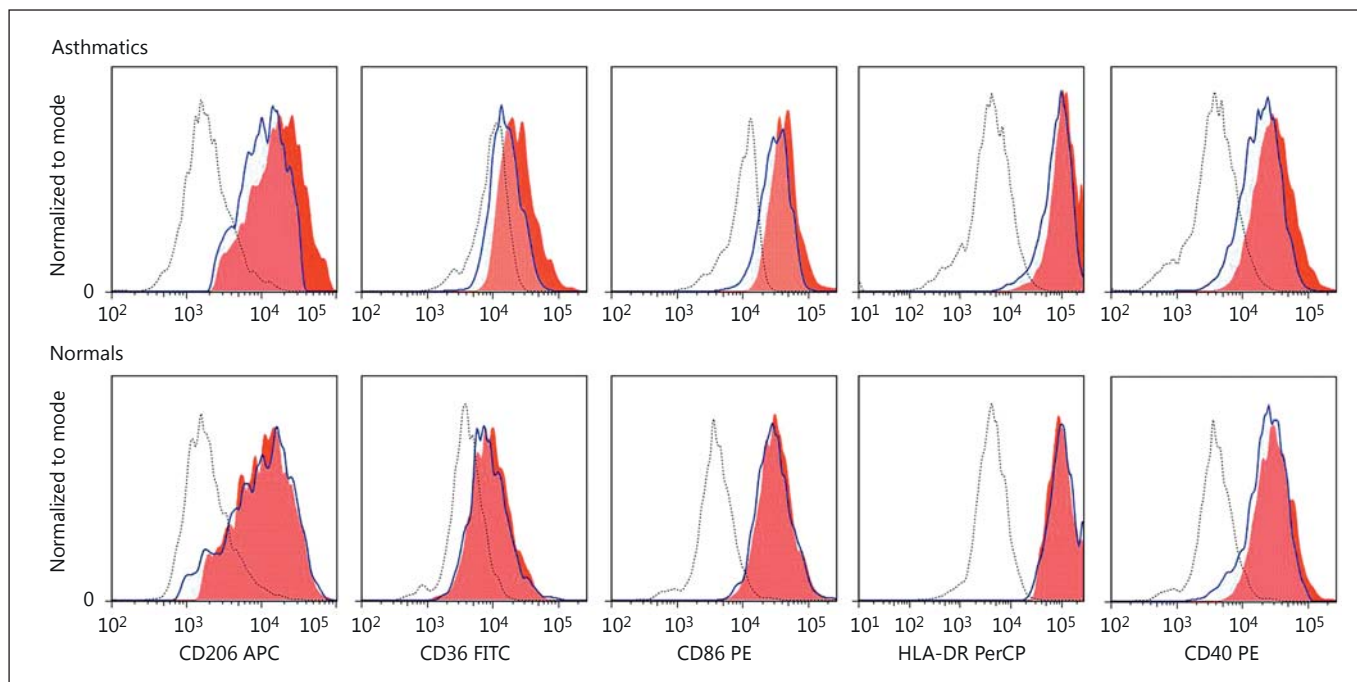 Asthmatics
Normalized to mode
0
10² 10³ 10⁴ 10⁵
10² 10³ 10⁴ 10⁵
10² 10³ 10⁴ 10⁵
10¹ 10² 10³ 10⁴ 10⁵
10² 10³ 10⁴ 10⁵
Normals
Normalized to mode
0
10² 10³ 10⁴ 10⁵
10² 10³ 10⁴ 10⁵
10² 10³ 10⁴ 10⁵
10¹ 10² 10³ 10⁴ 10⁵
10² 10³ 10⁴ 10⁵
CD206 APC
CD36 FITC
CD86 PE
HLA-DR PerCP
CD40 PE